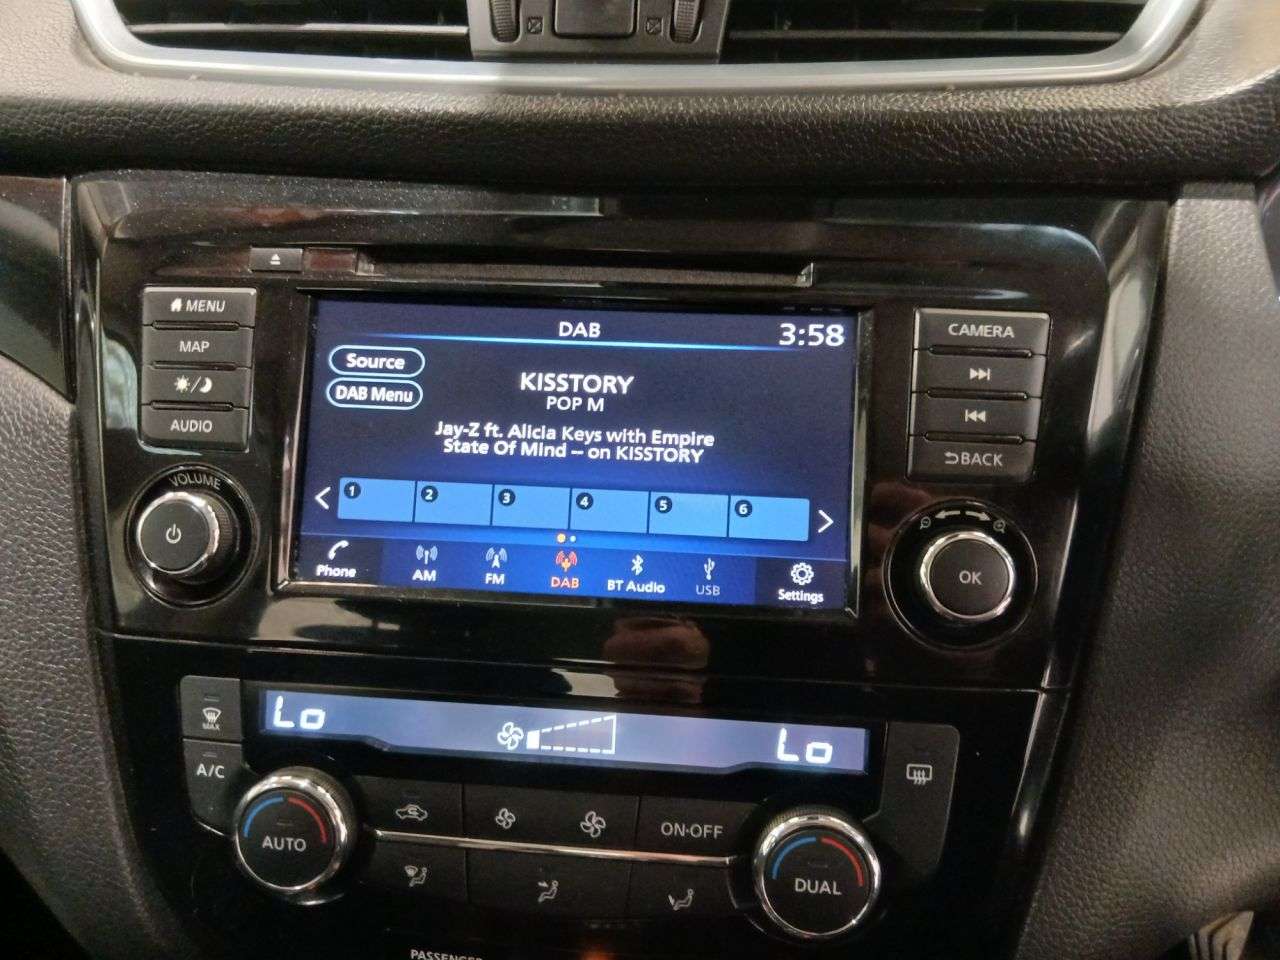 MENU
MAP
AUDIO
VOLUME
DAB
3:58
Source
DAB Menu
KISSTORY
POP M
Jay-Z ft. Alicia Keys with Empire
State Of Mind -- on KISSTORY
1 2 3 4 5 6
Phone
AM
FM
DAB
BT Audio
USB
Settings
CAMERA
BACK
OK
MAX
A/C
Lo
Lo
AUTO
ON·OFF
DUAL
PASSENGER